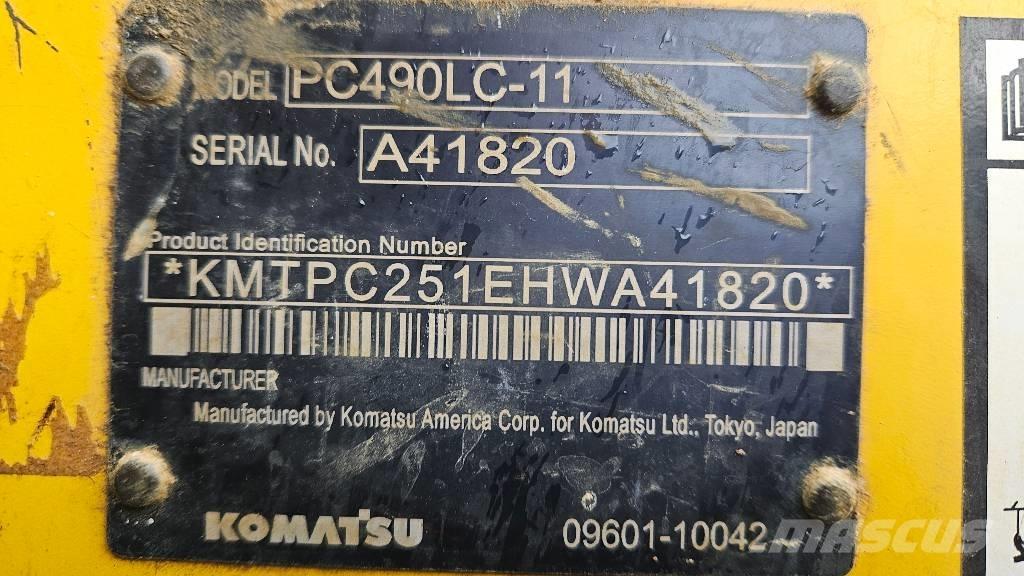 MODEL PC490LC-11
SERIAL No. A41820
Product Identification Number
*KMTPC251EHWA41820*
MANUFACTURER
Manufactured by Komatsu America Corp. for Komatsu Ltd., Tokyo, Japan
KOMATSU 09601-10042
MASCUS